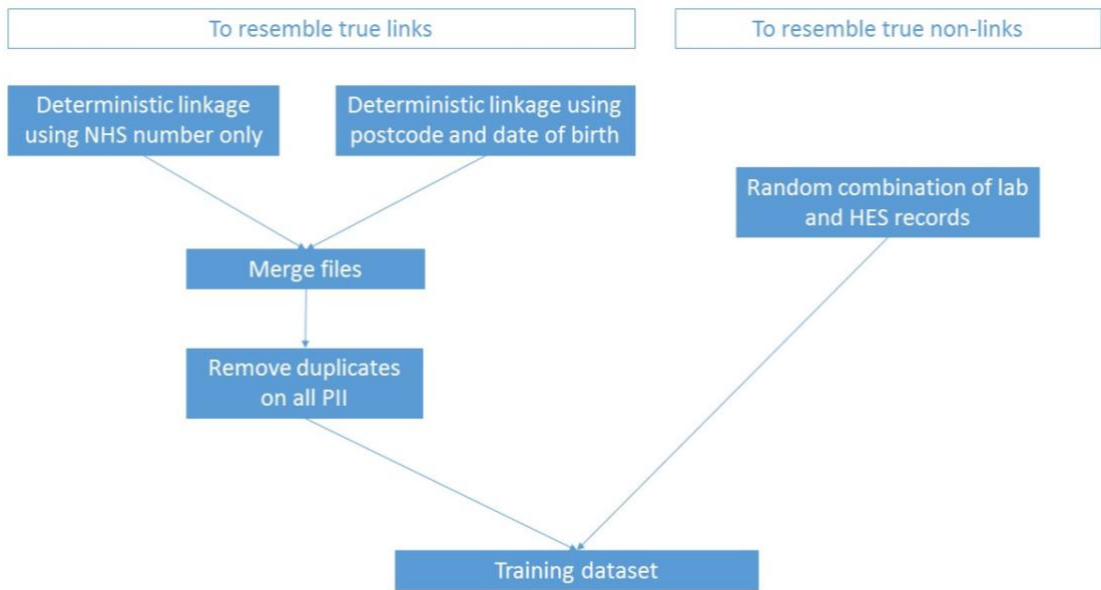 To resemble true links
To resemble true non-links
Deterministic linkage
using NHS number only
Deterministic linkage using
postcode and date of birth
Random combination of lab
and HES records
Merge files
Remove duplicates
on all PII
Training dataset